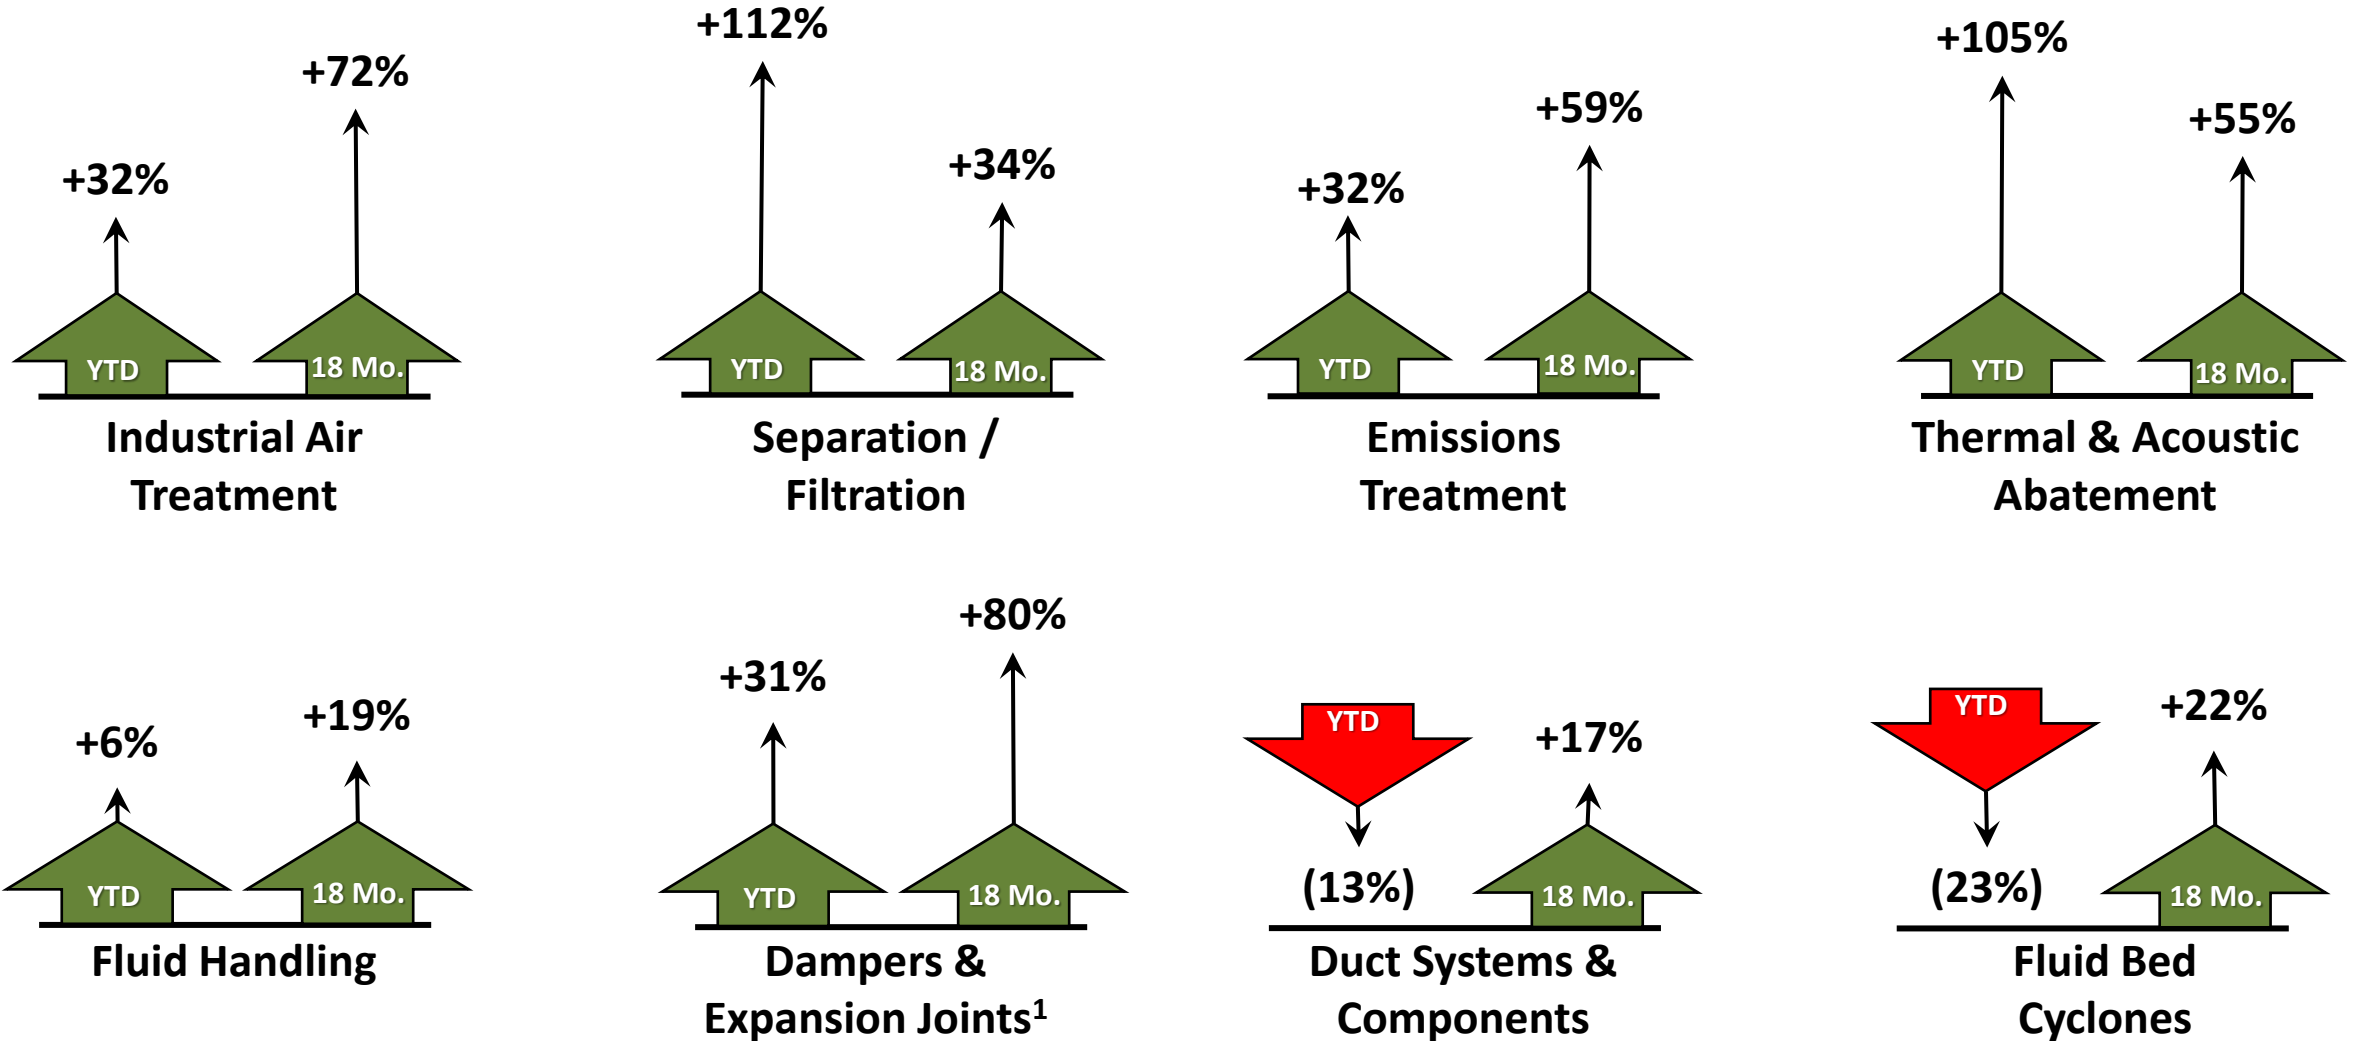 +32%
+72%
YTD
18 Mo.
Industrial Air
Treatment
+112%
+34%
YTD
18 Mo.
Separation /
Filtration
+32%
+59%
YTD
18 Mo.
Emissions
Treatment
+105%
+55%
YTD
18 Mo.
Thermal & Acoustic
Abatement
+6%
+19%
YTD
18 Mo.
Fluid Handling
+31%
+80%
YTD
18 Mo.
Dampers &
Expansion Joints¹
YTD
(13%)
+17%
18 Mo.
Duct Systems &
Components
YTD
(23%)
+22%
18 Mo.
Fluid Bed
Cyclones